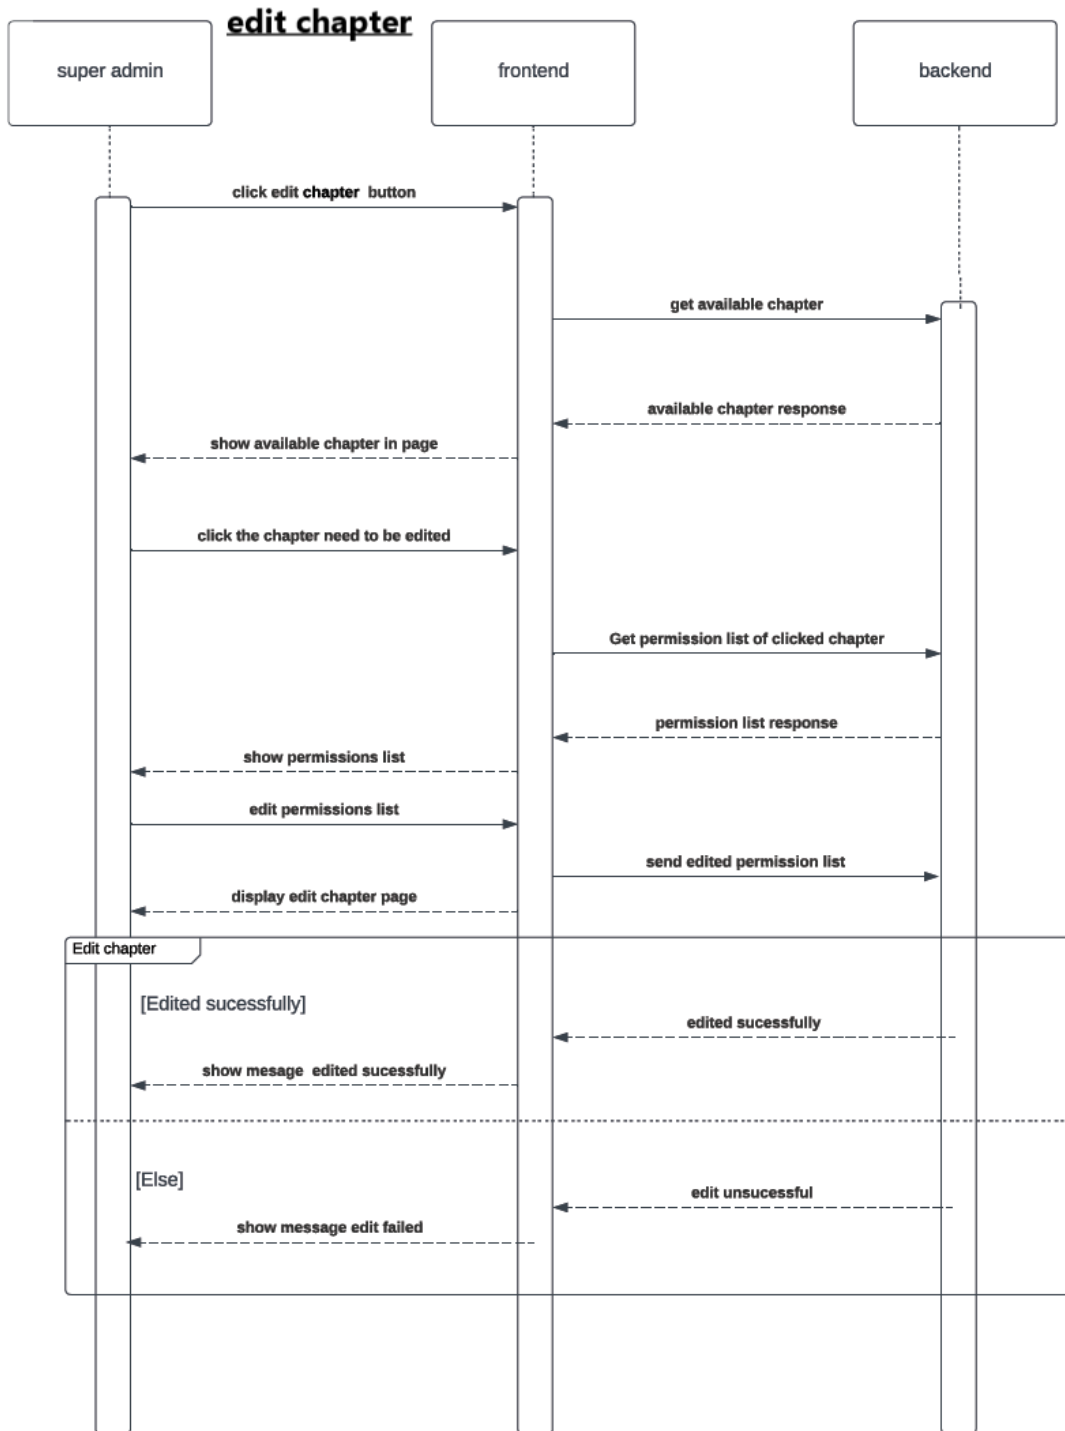 edit chapter
super admin
frontend
backend
click edit chapter button
get available chapter
available chapter response
show available chapter in page
click the chapter need to be edited
Get permission list of clicked chapter
permission list response
show permissions list
edit permissions list
send edited permission list
display edit chapter page
Edit chapter
[Edited sucessfully]
edited sucessfully
show mesage edited sucessfully
[Else]
edit unsucessful
show message edit failed